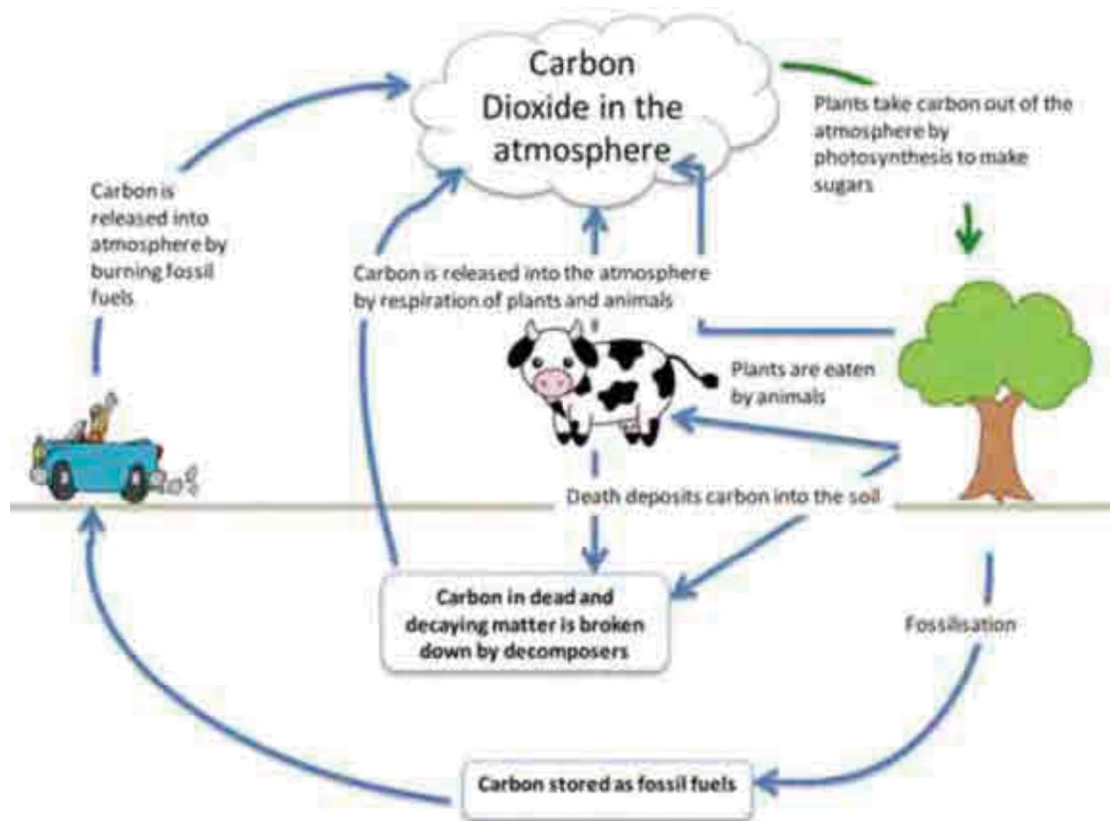 Carbon
Dioxide in the
atmosphere
Plants take carbon out of the
atmosphere by
photosynthesis to make
sugars
Carbon is
released into
atmosphere by
burning fossil
fuels
Carbon is released into the atmosphere
by respiration of plants and animals
Plants are eaten
by animals
Death deposits carbon into the soil
Carbon in dead and
decaying matter is broken
down by decomposers
Fossilisation
Carbon stored as fossil fuels